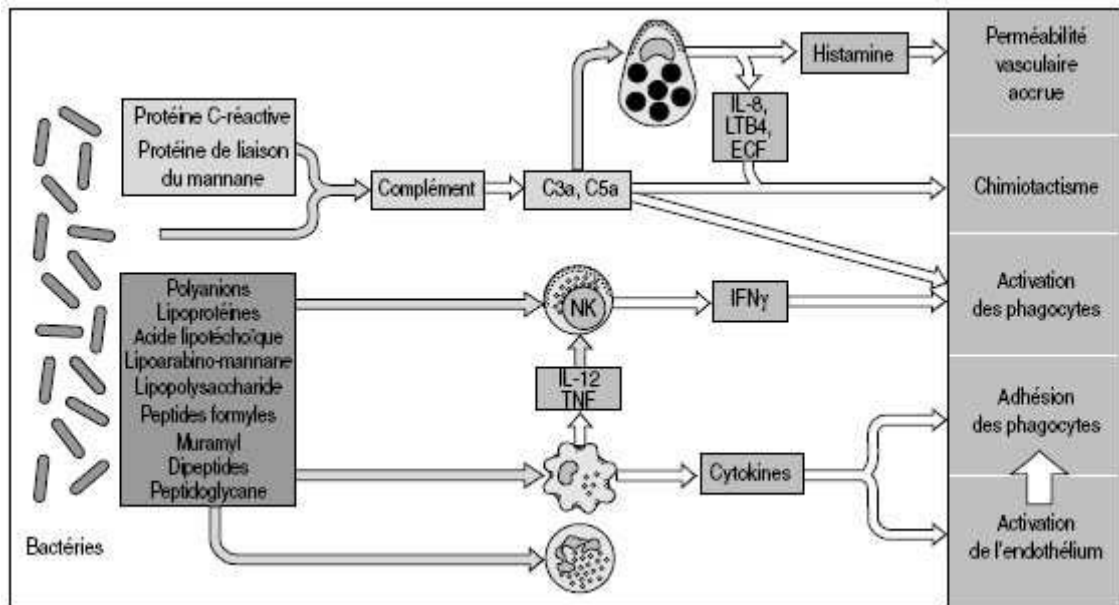 Protéine C-réactive
Protéine de liaison
du mannane
Complément
C3a, C5a
Histamine
IL-8,
LTB4,
ECF
Perméabilité
vasculaire
accrue
Chimiotactisme
Polyanions
Lipoprotéines
Acide lipotéchoïque
Lipoarabino-mannane
Lipopolysaccharide
Peptides formyles
Muramyl
Dipeptides
Peptidoglycane
NK
IFNγ
Activation
des phagocytes
IL-12
TNF
Cytokines
Adhésion
des phagocytes
Activation
de l'endothélium
Bactéries